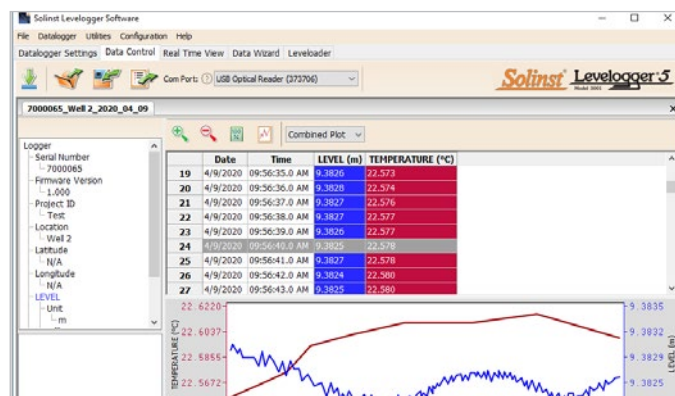 Solinst Levelogger Software
File Datalogger Utilities Configuration Help
Datalogger Settings Data Control Real Time View Data Wizard Leveloader
Com Port: USB Optical Reader (373706)
Solinst Levelogger 5
7000065_Well 2_2020_04_09
Combined Plot
Logger
Serial Number
7000065
Firmware Version
1.000
Project ID
Test
Location
Well 2
Latitude
N/A
Longitude
N/A
LEVEL
Unit
m
Date Time LEVEL (m) TEMPERATURE (°C)
19 4/9/2020 09:56:35.0 AM 9.3826 22.573
20 4/9/2020 09:56:36.0 AM 9.3828 22.574
21 4/9/2020 09:56:37.0 AM 9.3827 22.576
22 4/9/2020 09:56:38.0 AM 9.3827 22.577
23 4/9/2020 09:56:39.0 AM 9.3826 22.577
24 4/9/2020 09:56:40.0 AM 9.3825 22.578
25 4/9/2020 09:56:41.0 AM 9.3827 22.578
26 4/9/2020 09:56:42.0 AM 9.3824 22.580
27 4/9/2020 09:56:43.0 AM 9.3825 22.580
TEMPERATURE (°C)
22.6220
22.6037
22.5855
22.5672
9.3835
9.3832
9.3829
9.3825
LEVEL (m)